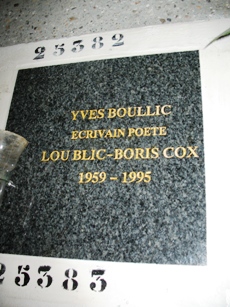 25382
YVES BOULLIC
ECRIVAIN POETE
LOU BLIC-BORIS COX
1959 - 1995
25383